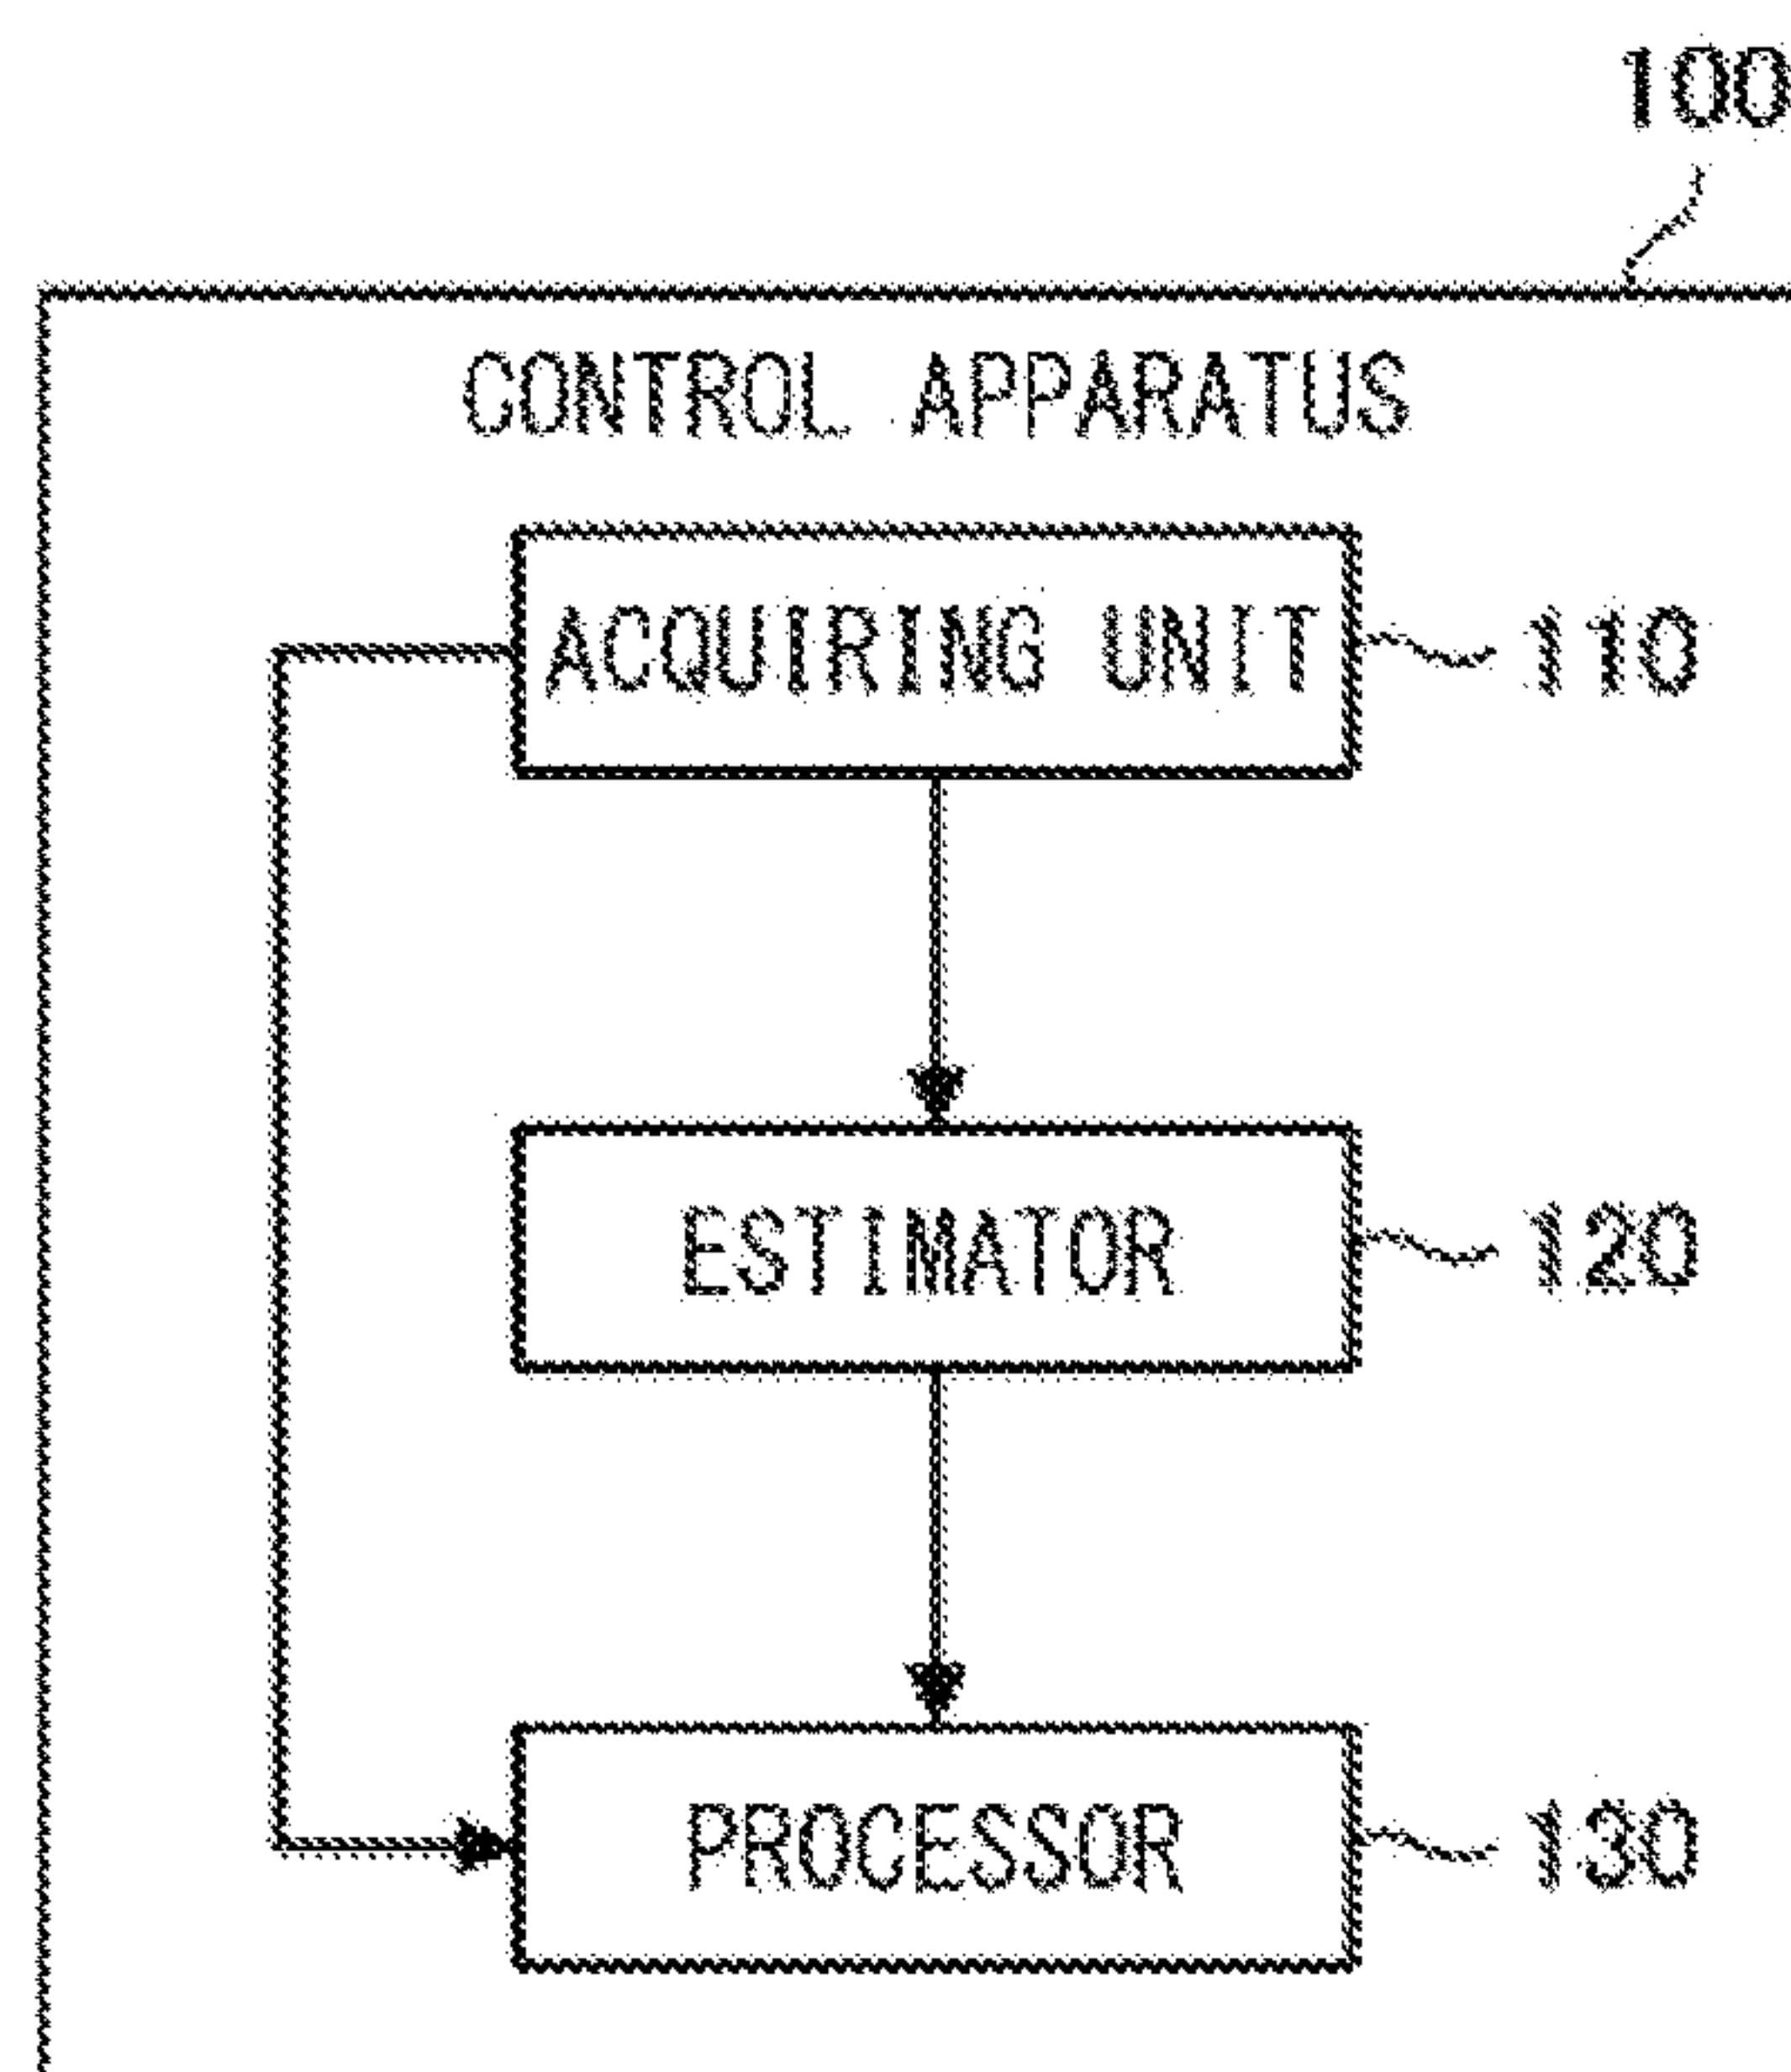 100
CONTROL APPARATUS
ACQUIRING UNIT
110
ESTIMATOR
120
PROCESSOR
130